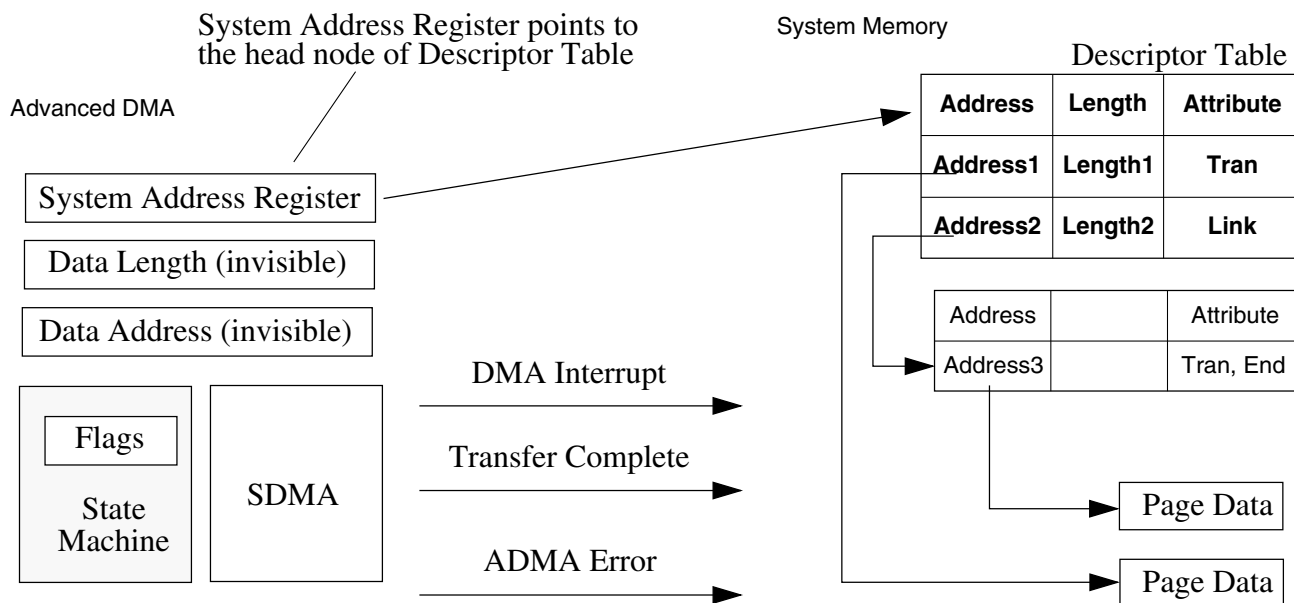 System Address Register points to
the head node of Descriptor Table
System Memory
Descriptor Table
Advanced DMA
Address Length Attribute
Address1 Length1 Tran
Address2 Length2 Link
System Address Register
Data Length (invisible)
Data Address (invisible)
Address Attribute
Address3 Tran, End
Flags
State
Machine
SDMA
DMA Interrupt
Transfer Complete
ADMA Error
Page Data
Page Data